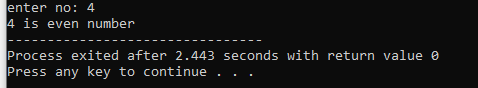 enter no: 4
4 is even number
--------------------------------
Process exited after 2.443 seconds with return value 0
Press any key to continue . . .